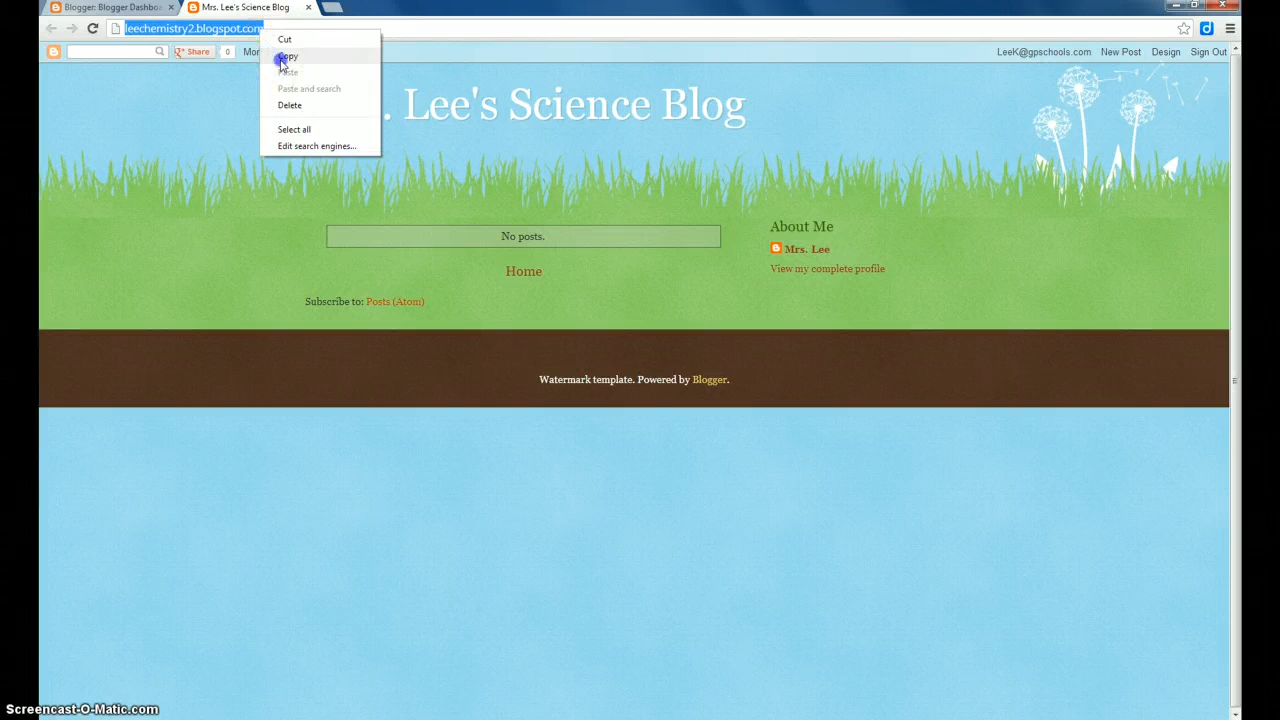 Blogger: Blogger Dashboa
Mrs. Lee's Science Blog
leechemistry2.blogspot.com
Share
0
Mor
LeeK@gpschools.com
New Post
Design
Sign Out
Cut
Copy
Paste
Paste and search
Delete
Select all
Edit search engines...
. Lee's Science Blog
No posts.
Home
Subscribe to: Posts (Atom)
About Me
Mrs. Lee
View my complete profile
Watermark template. Powered by Blogger.
Screencast-O-Matic.com